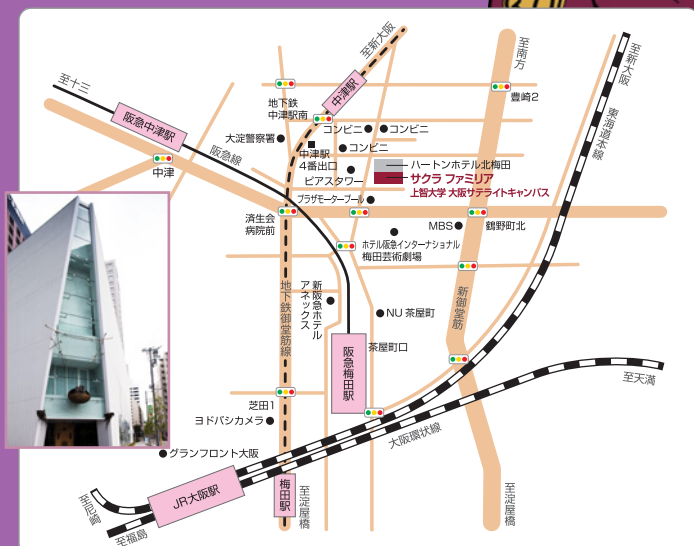 至新大阪
至南方
至新大阪
至十三
中津駅
豊崎2
地下鉄
中津駅南
東海道本線
阪急中津駅
コンビニ
コンビニ
大淀警察署
中津駅
4番出口
コンビニ
阪急線
中津
ピアスタワー
ハートンホテル北梅田
サクラ ファミリア
上智大学 大阪サテライトキャンパス
プラザモータープール
済生会
病院前
MBS
鶴野町北
ホテル阪急インターナショナル
梅田芸術劇場
地下鉄御堂筋線
新阪急ホテル
アネックス
新御堂筋
NU 茶屋町
阪急梅田駅
茶屋町口
至天満
芝田1
ヨドバシカメラ
大阪環状線
グランフロント大阪
JR大阪駅
梅田駅
至淀屋橋
至淀屋橋
至尼崎
至福島